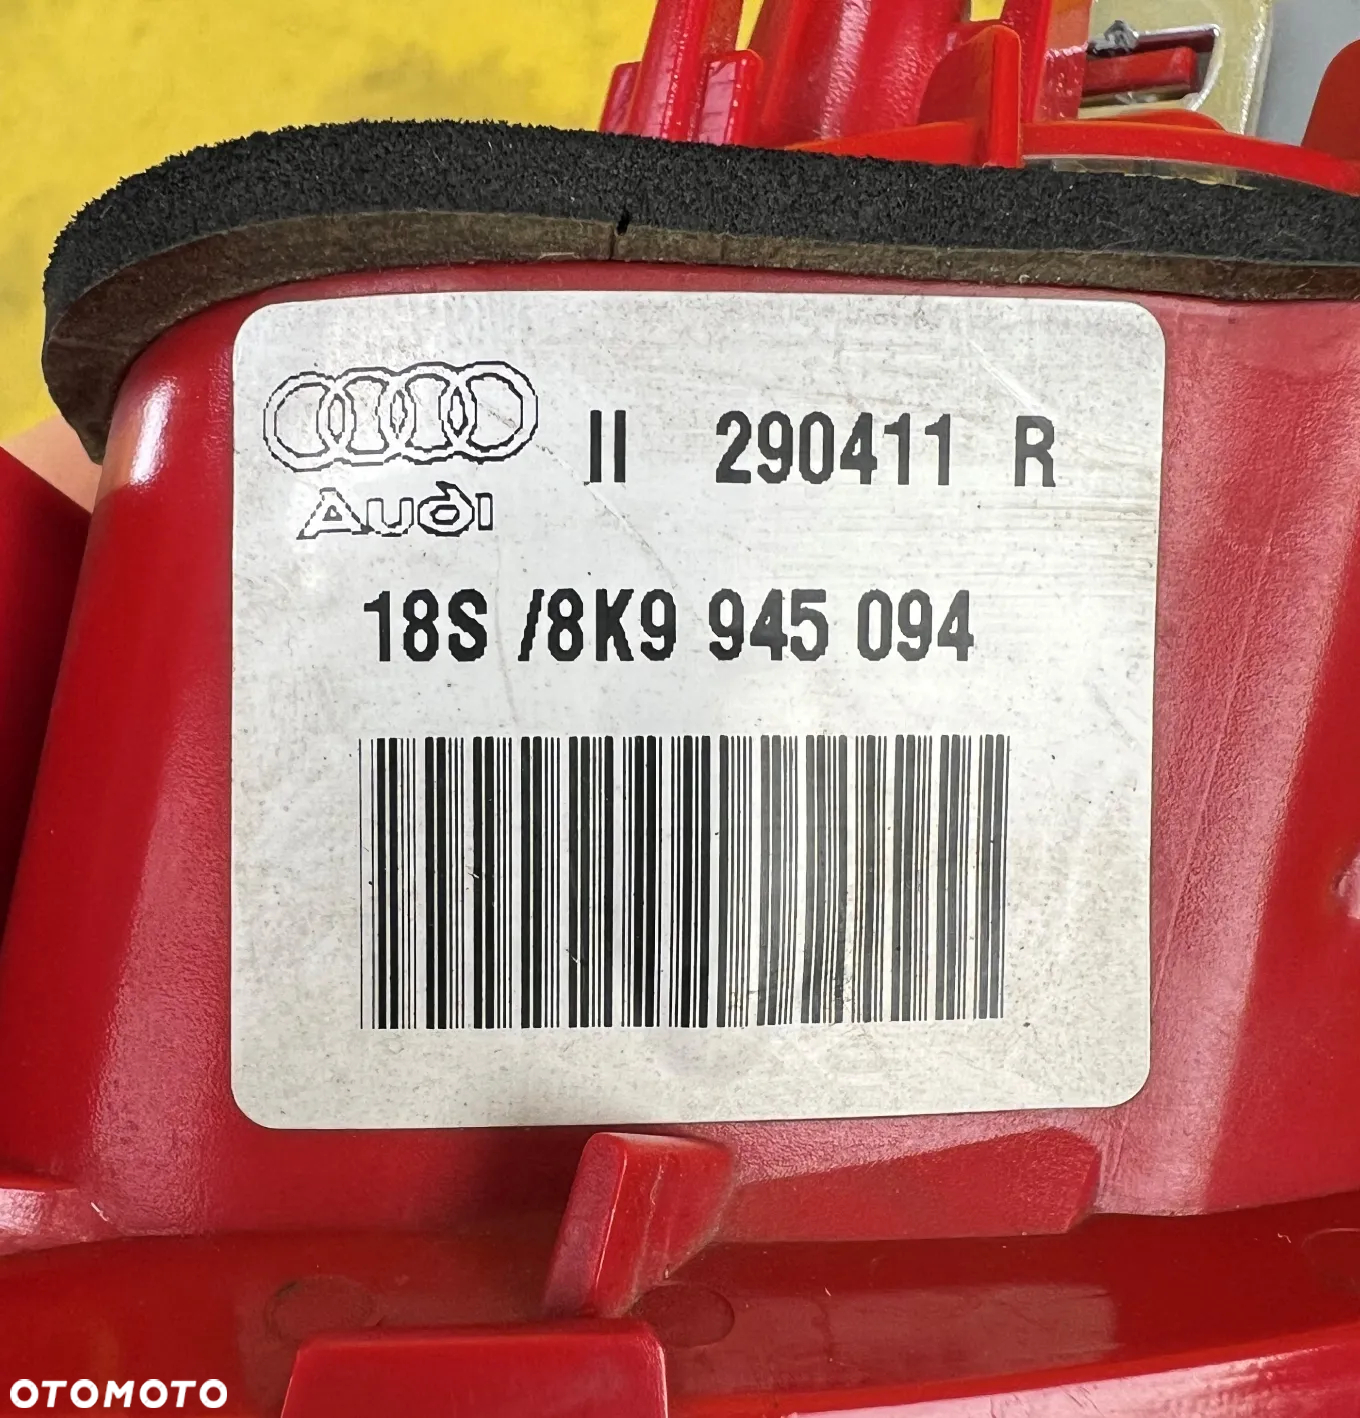 II 290411 R
Audi
18S /8K9 945 094
OTOMOTO